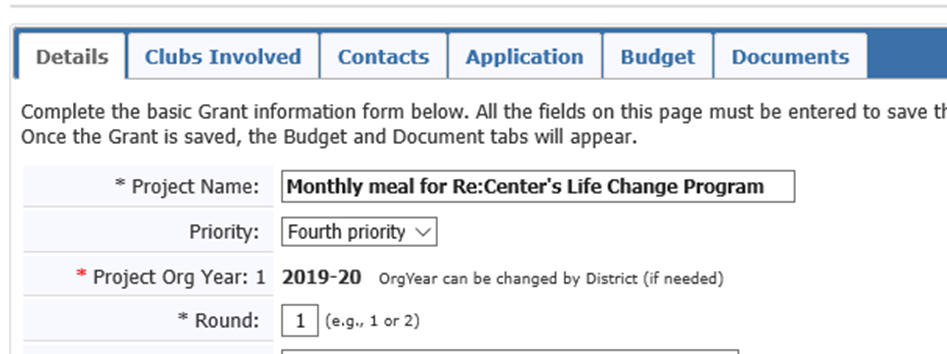 Details Clubs Involved Contacts Application Budget Documents
Complete the basic Grant information form below. All the fields on this page must be entered to save
Once the Grant is saved, the Budget and Document tabs will appear.
* Project Name: Monthly meal for Re:Center's Life Change Program
Priority: Fourth priority
* Project Org Year: 1 2019-20 OrgYear can be changed by District (if needed)
* Round: 1 (e.g., 1 or 2)